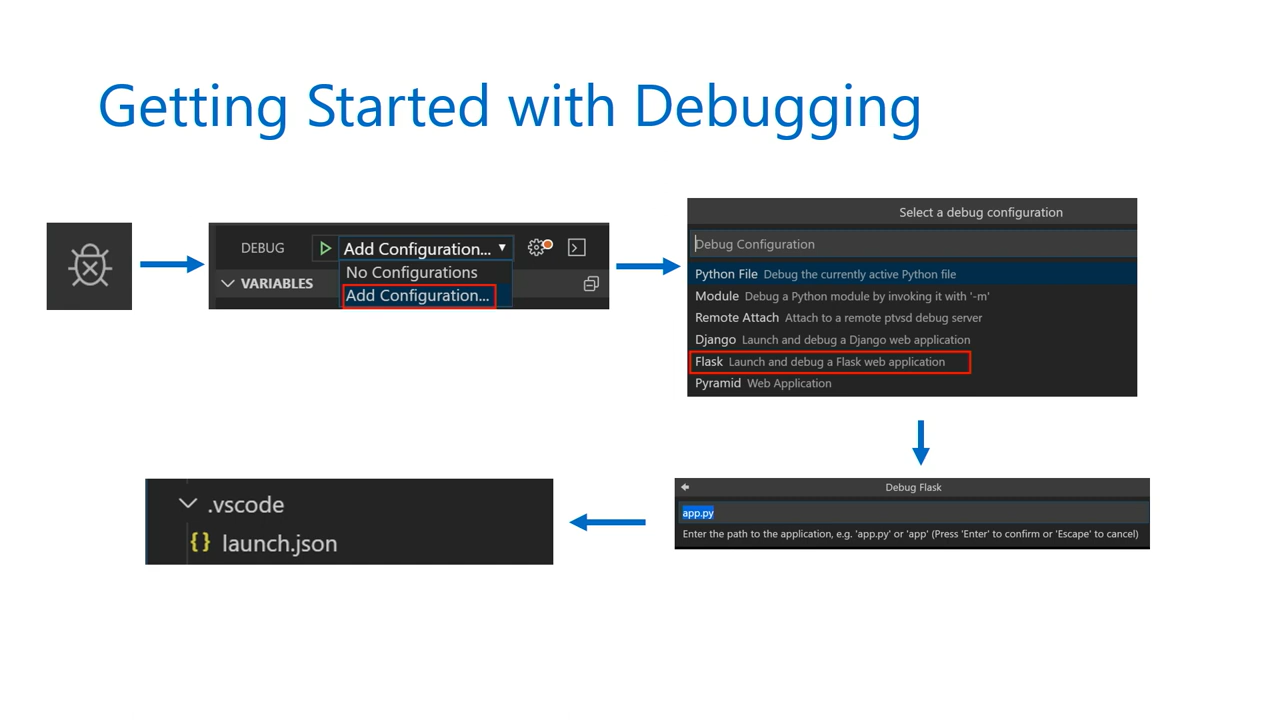 Getting Started with Debugging
DEBUG Add Configuration...
No Configurations
VARIABLES
Add Configuration...
Select a debug configuration
Debug Configuration
Python File Debug the currently active Python file
Module Debug a Python module by invoking it with '-m'
Remote Attach Attach to a remote ptvsd debug server
Django Launch and debug a Django web application
Flask Launch and debug a Flask web application
Pyramid Web Application
Debug Flask
app.py
Enter the path to the application, e.g. 'app.py' or 'app' (Press 'Enter' to confirm or 'Escape' to cancel)
.vscode
{} launch.json